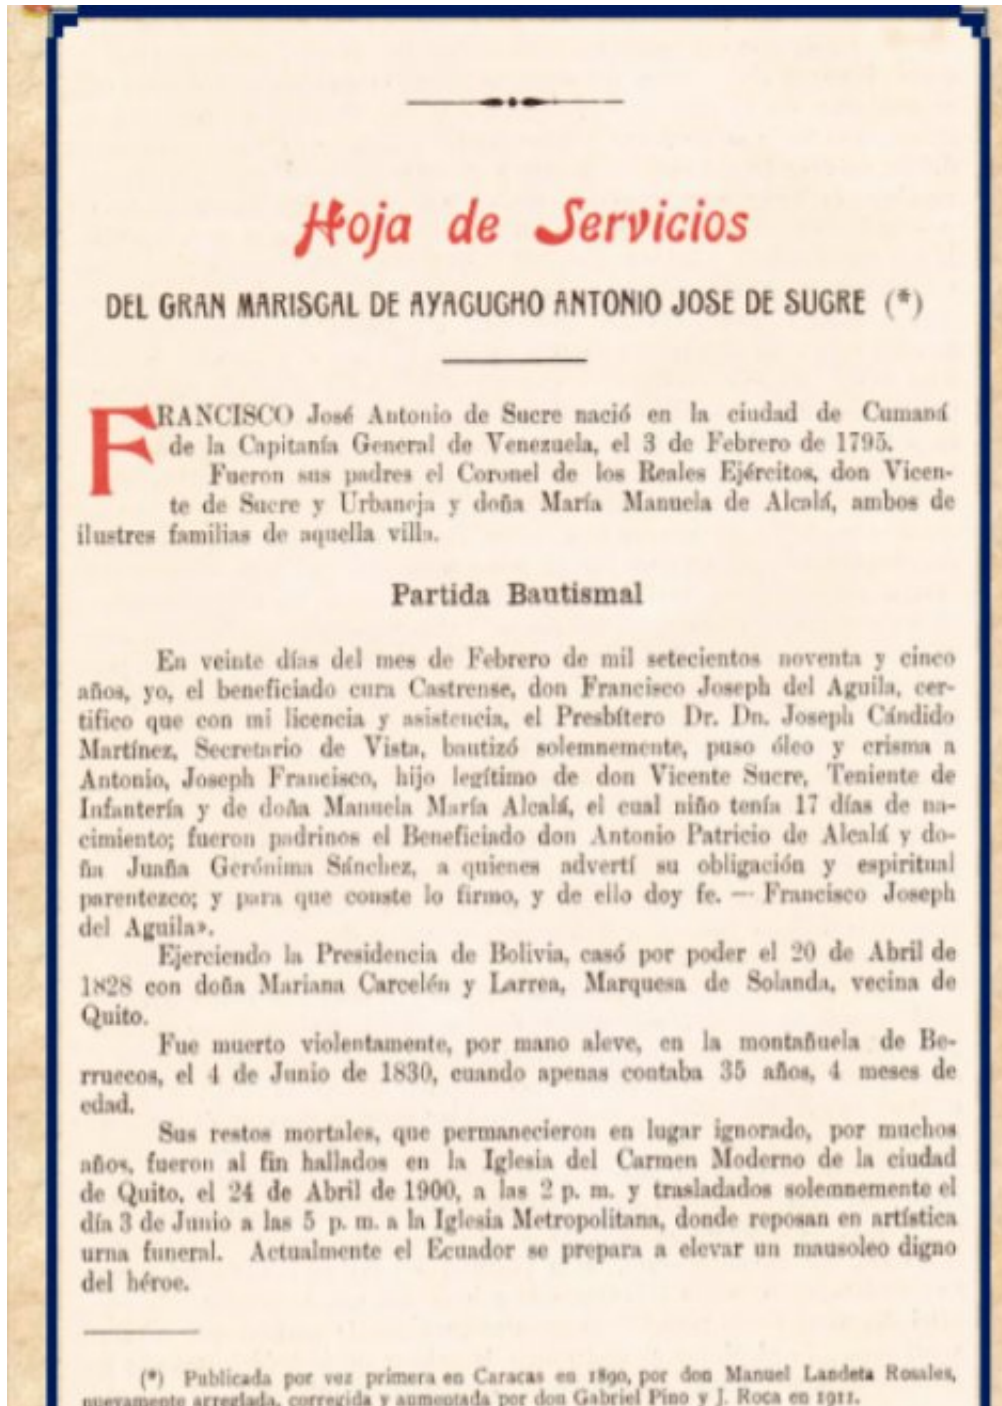 Hoja de Servicios
DEL GRAN MARISCAL DE AYACUCHO ANTONIO JOSE DE SUCRE (*)
FRANCISCO José Antonio de Sucre nació en la ciudad de Cumaná
de la Capitanía General de Venezuela, el 3 de Febrero de 1795.
Fueron sus padres el Coronel de los Reales Ejércitos, don Vicen-
te de Sucre y Urbaneja y doña María Manuela de Alcalá, ambos de
ilustres familias de aquella villa.
Partida Bautismal
En veinte días del mes de Febrero de mil setecientos noventa y cinco
años, yo, el beneficiado cura Castrense, don Francisco Joseph del Aguila, cer-
tifico que con mi licencia y asistencia, el Presbítero Dr. Dn. Joseph Cándido
Martínez, Secretario de Vista, bautizó solemnemente, puso óleo y crisma a
Antonio, Joseph Francisco, hijo legítimo de don Vicente Sucre, Teniente de
Infantería y de doña Manuela María Alcalá, el cual niño tenía 17 días de na-
cimiento; fueron padrinos el Beneficiado don Antonio Patricio de Alcalá y do-
ña Juaña Gerónima Sánchez, a quienes advertí su obligación y espiritual
parentezco; y para que conste lo firmo, y de ello doy fe. — Francisco Joseph
del Aguila».
Ejerciendo la Presidencia de Bolivia, casó por poder el 20 de Abril de
1828 con doña Mariana Carcelén y Larrea, Marquesa de Solanda, vecina de
Quito.
Fue muerto violentamente, por mano aleve, en la montañuela de Be-
rruecos, el 4 de Junio de 1830, cuando apenas contaba 35 años, 4 meses de
edad.
Sus restos mortales, que permanecieron en lugar ignorado, por muchos
años, fueron al fin hallados en la Iglesia del Carmen Moderno de la ciudad
de Quito, el 24 de Abril de 1900, a las 2 p. m. y trasladados solemnemente el
día 3 de Junio a las 5 p. m. a la Iglesia Metropolitana, donde reposan en artística
urna funeral. Actualmente el Ecuador se prepara a elevar un mausoleo digno
del héroe.
(*) Publicada por vez primera en Caracas en 1890, por don Manuel Landeta Rosales,
nuevamente arreglada, corregida y aumentada por don Gabriel Pino y J. Roca en 1911.